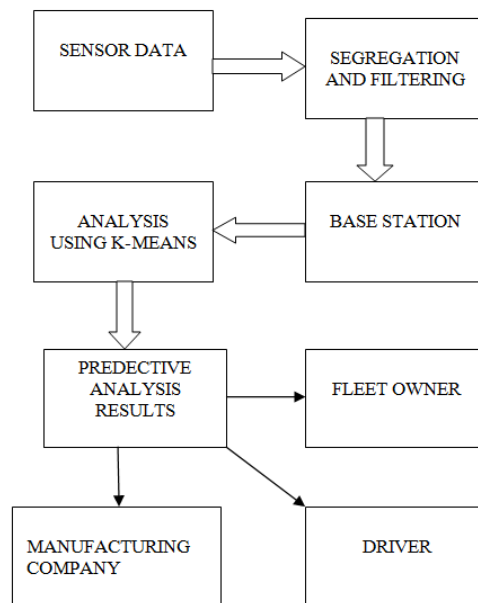 SENSOR DATA
SEGREGATION
AND FILTERING
ANALYSIS
USING K-MEANS
BASE STATION
PREDECTIVE
ANALYSIS
RESULTS
FLEET OWNER
MANUFACTURING
COMPANY
DRIVER